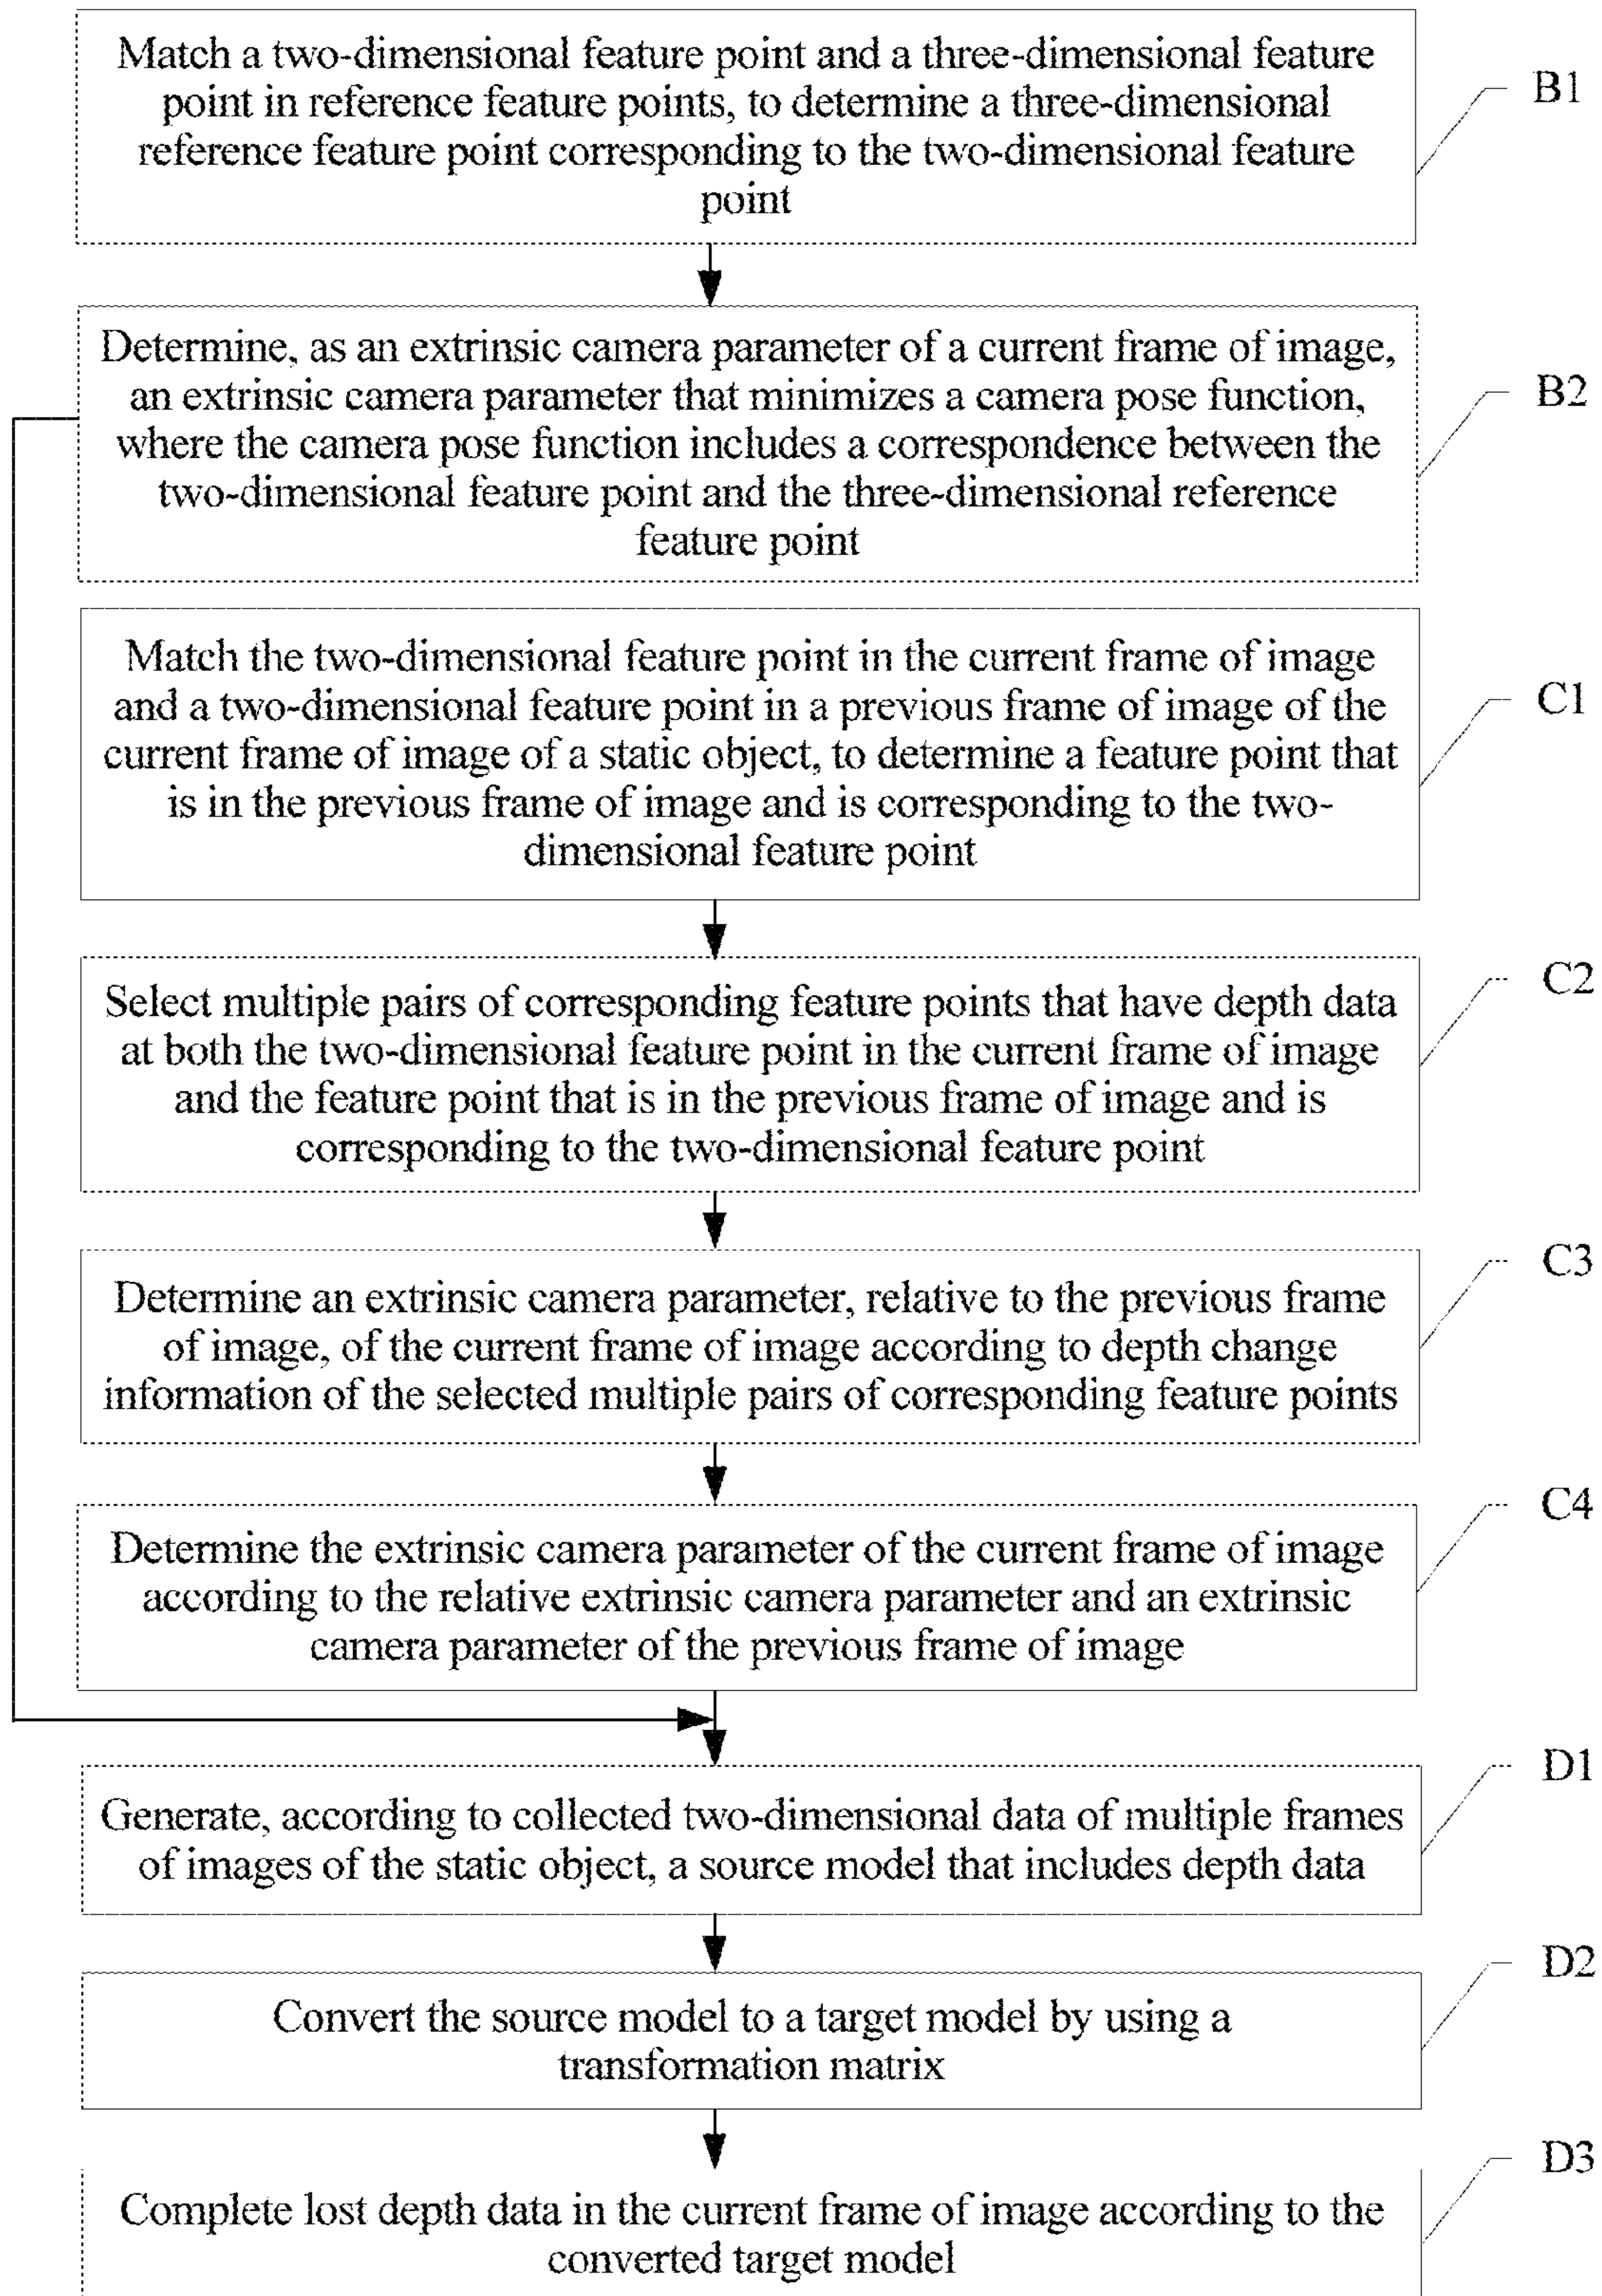 Match a two-dimensional feature point and a three-dimensional feature
point in reference feature points, to determine a three-dimensional
reference feature point corresponding to the two-dimensional feature
point
B1
Determine, as an extrinsic camera parameter of a current frame of image,
an extrinsic camera parameter that minimizes a camera pose function,
where the camera pose function includes a correspondence between the
two-dimensional feature point and the three-dimensional reference
feature point
B2
Match the two-dimensional feature point in the current frame of image
and a two-dimensional feature point in a previous frame of image of the
current frame of image of a static object, to determine a feature point that
is in the previous frame of image and is corresponding to the two-
dimensional feature point
C1
Select multiple pairs of corresponding feature points that have depth data
at both the two-dimensional feature point in the current frame of image
and the feature point that is in the previous frame of image and is
corresponding to the two-dimensional feature point
C2
Determine an extrinsic camera parameter, relative to the previous frame
of image, of the current frame of image according to depth change
information of the selected multiple pairs of corresponding feature points
C3
Determine the extrinsic camera parameter of the current frame of image
according to the relative extrinsic camera parameter and an extrinsic
camera parameter of the previous frame of image
C4
Generate, according to collected two-dimensional data of multiple frames
of images of the static object, a source model that includes depth data
D1
Convert the source model to a target model by using a
transformation matrix
D2
Complete lost depth data in the current frame of image according to the
converted target model
D3